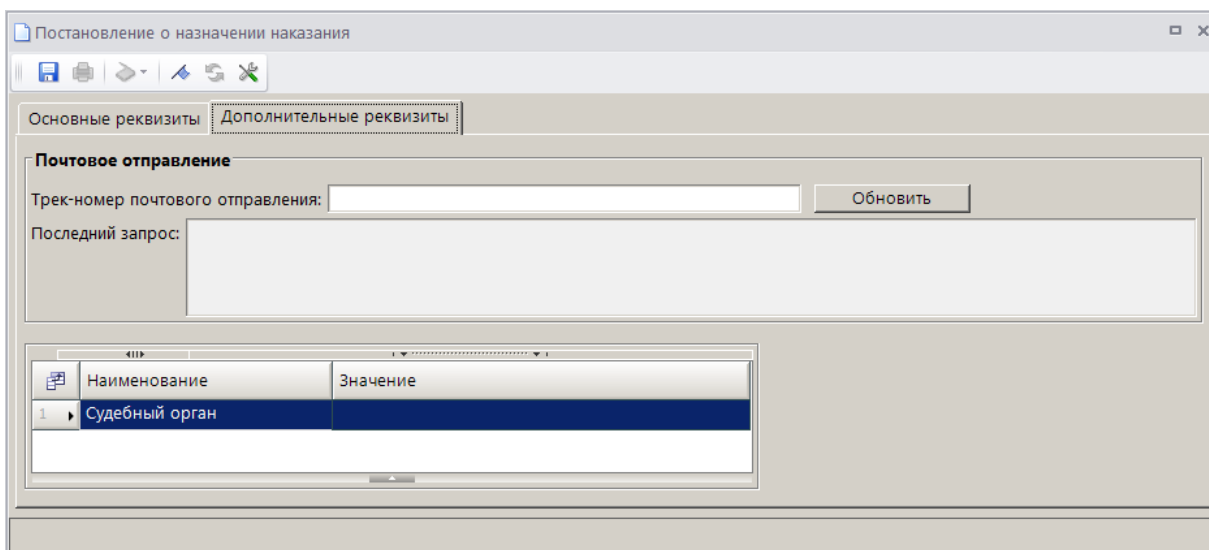 Постановление о назначении наказания
Основные реквизиты Дополнительные реквизиты
Почтовое отправление
Трек-номер почтового отправления: Обновить
Последний запрос:
Наименование Значение
1 Судебный орган